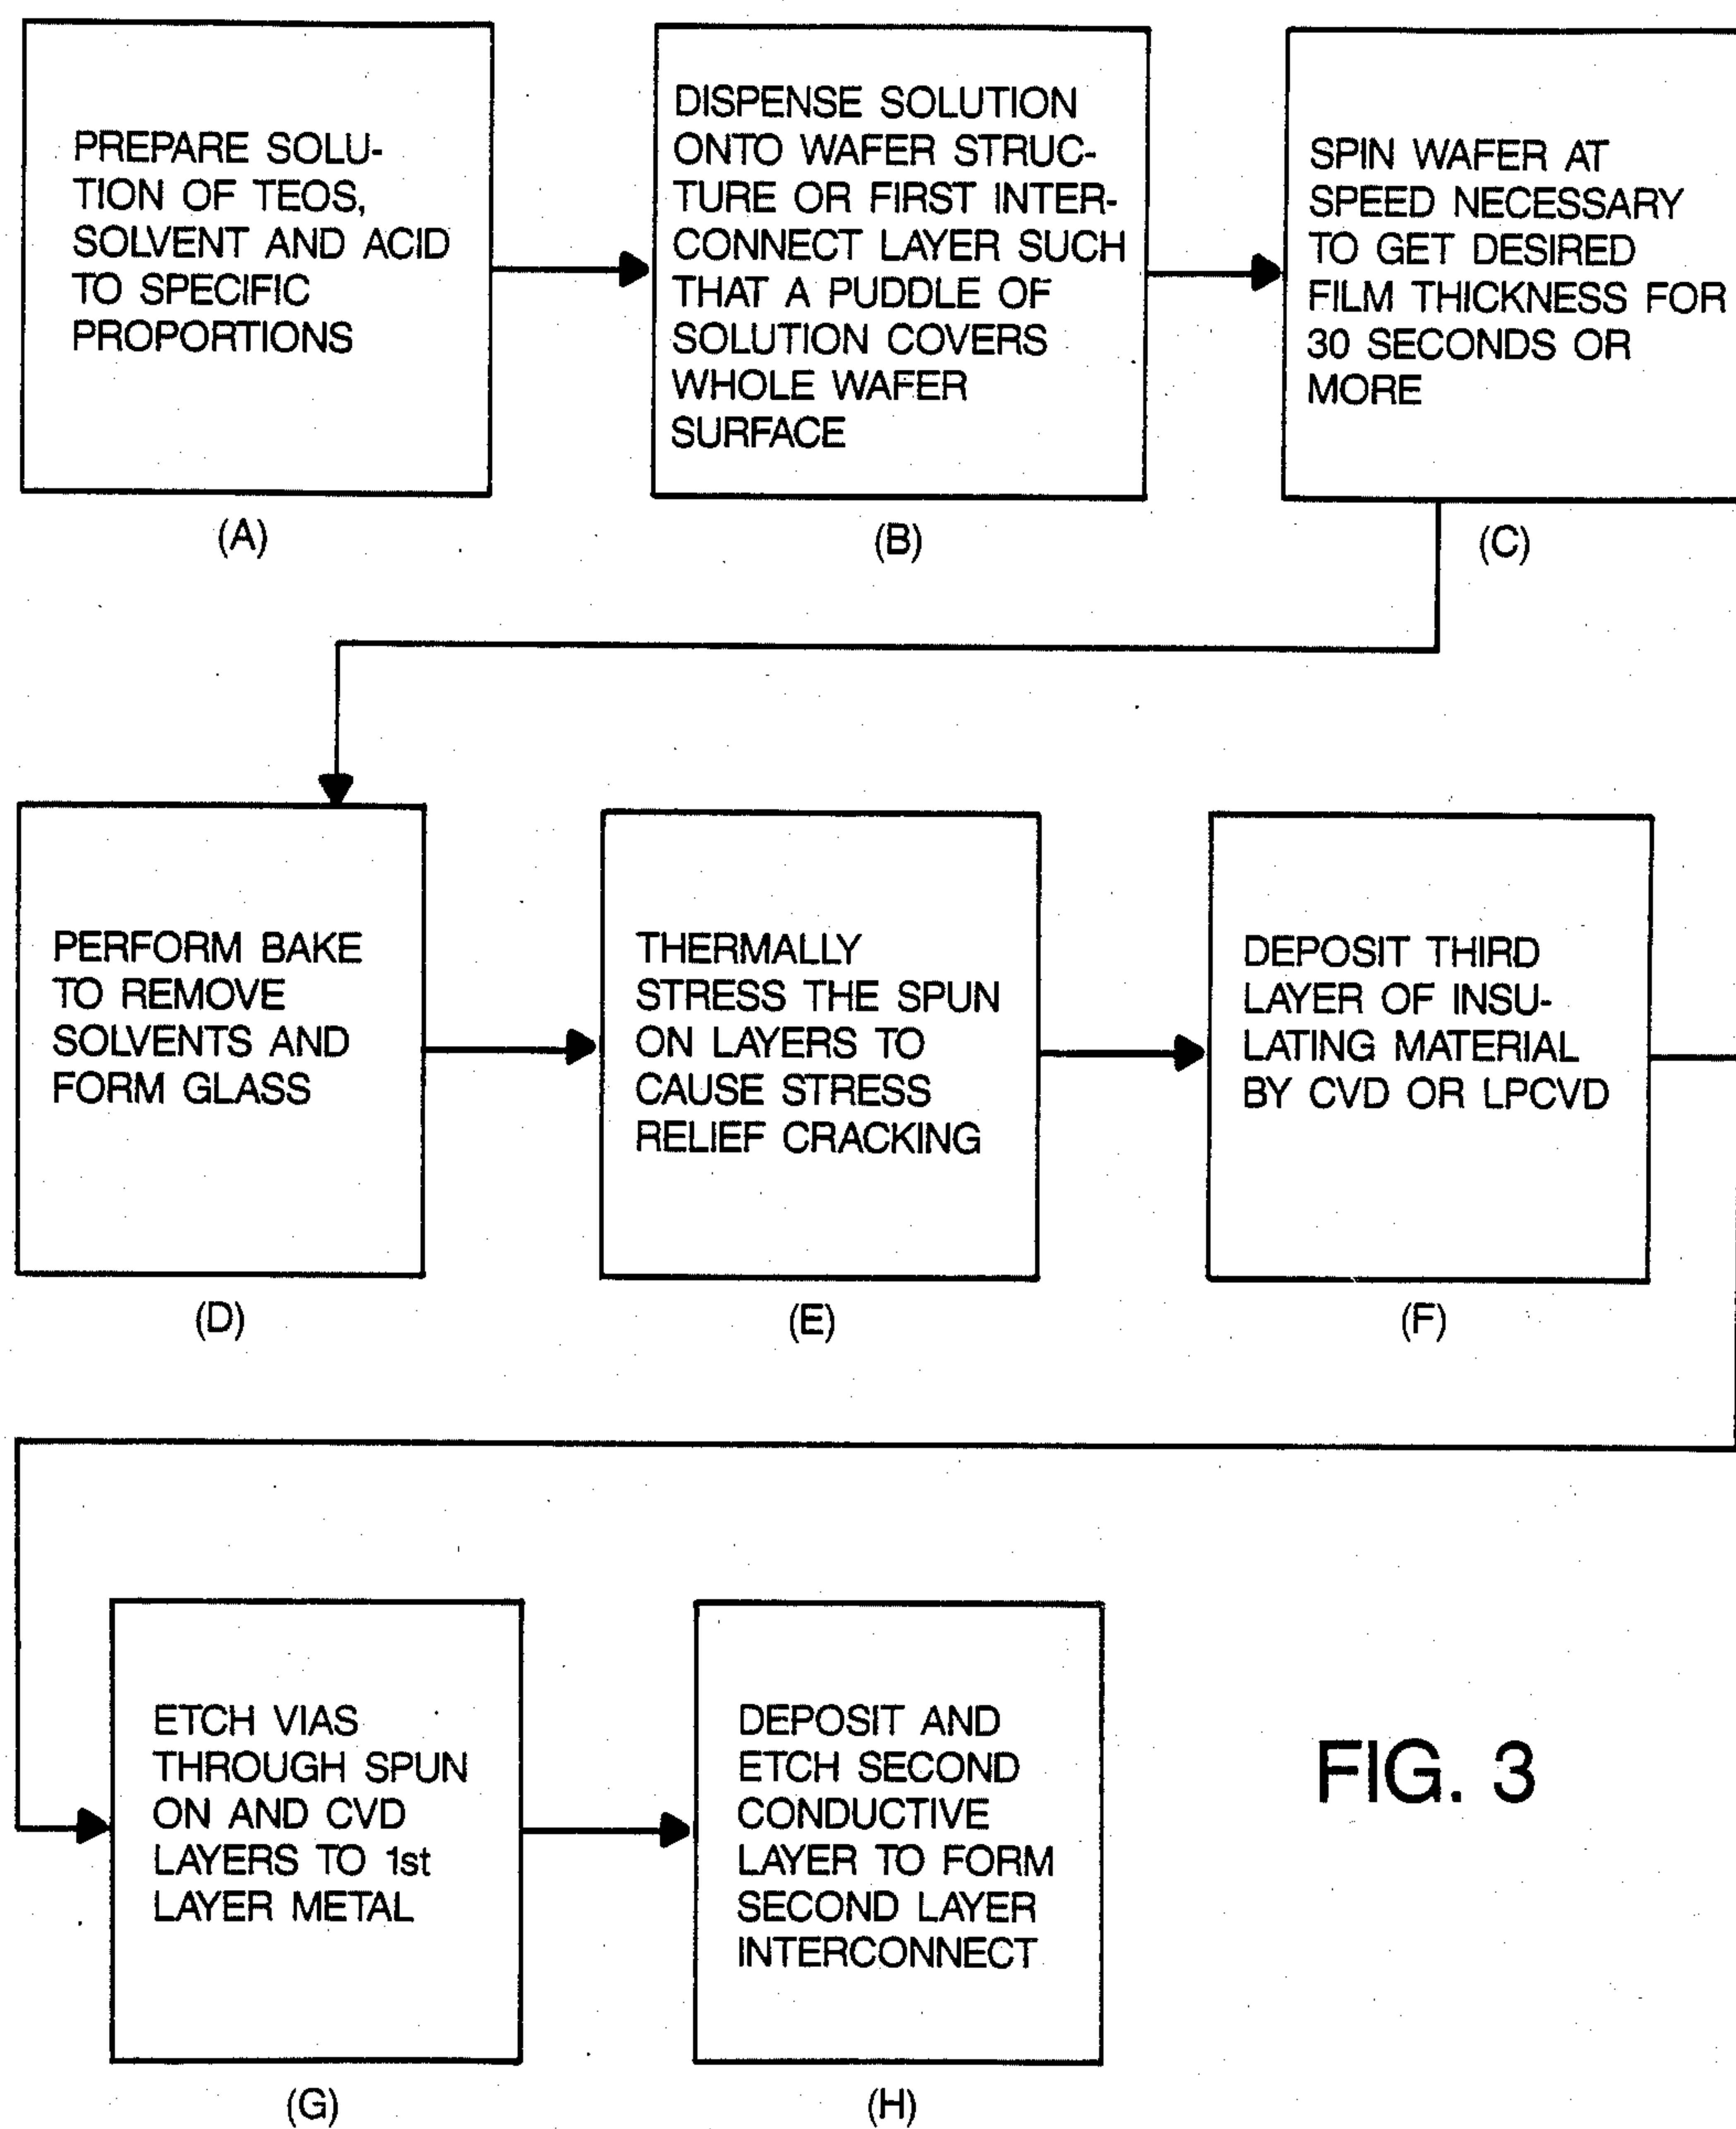 PREPARE SOLU-
TION OF TEOS,
SOLVENT AND ACID
TO SPECIFIC
PROPORTIONS
(A)
DISPENSE SOLUTION
ONTO WAFER STRUC-
TURE OR FIRST INTER-
CONNECT LAYER SUCH
THAT A PUDDLE OF
SOLUTION COVERS
WHOLE WAFER
SURFACE
(B)
SPIN WAFER AT
SPEED NECESSARY
TO GET DESIRED
FILM THICKNESS FOR
30 SECONDS OR
MORE
(C)
PERFORM BAKE
TO REMOVE
SOLVENTS AND
FORM GLASS
(D)
THERMALLY
STRESS THE SPUN
ON LAYERS TO
CAUSE STRESS
RELIEF CRACKING
(E)
DEPOSIT THIRD
LAYER OF INSU-
LATING MATERIAL
BY CVD OR LPCVD
(F)
ETCH VIAS
THROUGH SPUN
ON AND CVD
LAYERS TO 1st
LAYER METAL
(G)
DEPOSIT AND
ETCH SECOND
CONDUCTIVE
LAYER TO FORM
SECOND LAYER
INTERCONNECT
(H)
FIG. 3